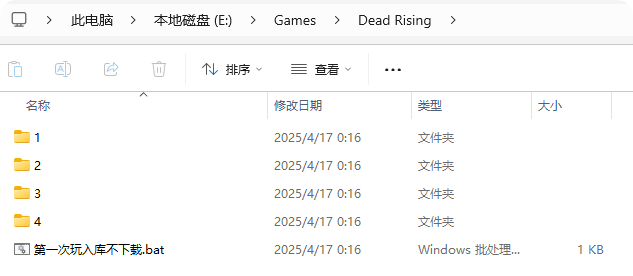 此电脑 本地磁盘 (E:) Games Dead Rising
排序 查看
名称 修改日期 类型 大小
1 2025/4/17 0:16 文件夹
2 2025/4/17 0:16 文件夹
3 2025/4/17 0:16 文件夹
4 2025/4/17 0:16 文件夹
第一次玩入库不下载.bat 2025/4/17 0:16 Windows 批处理... 1 KB